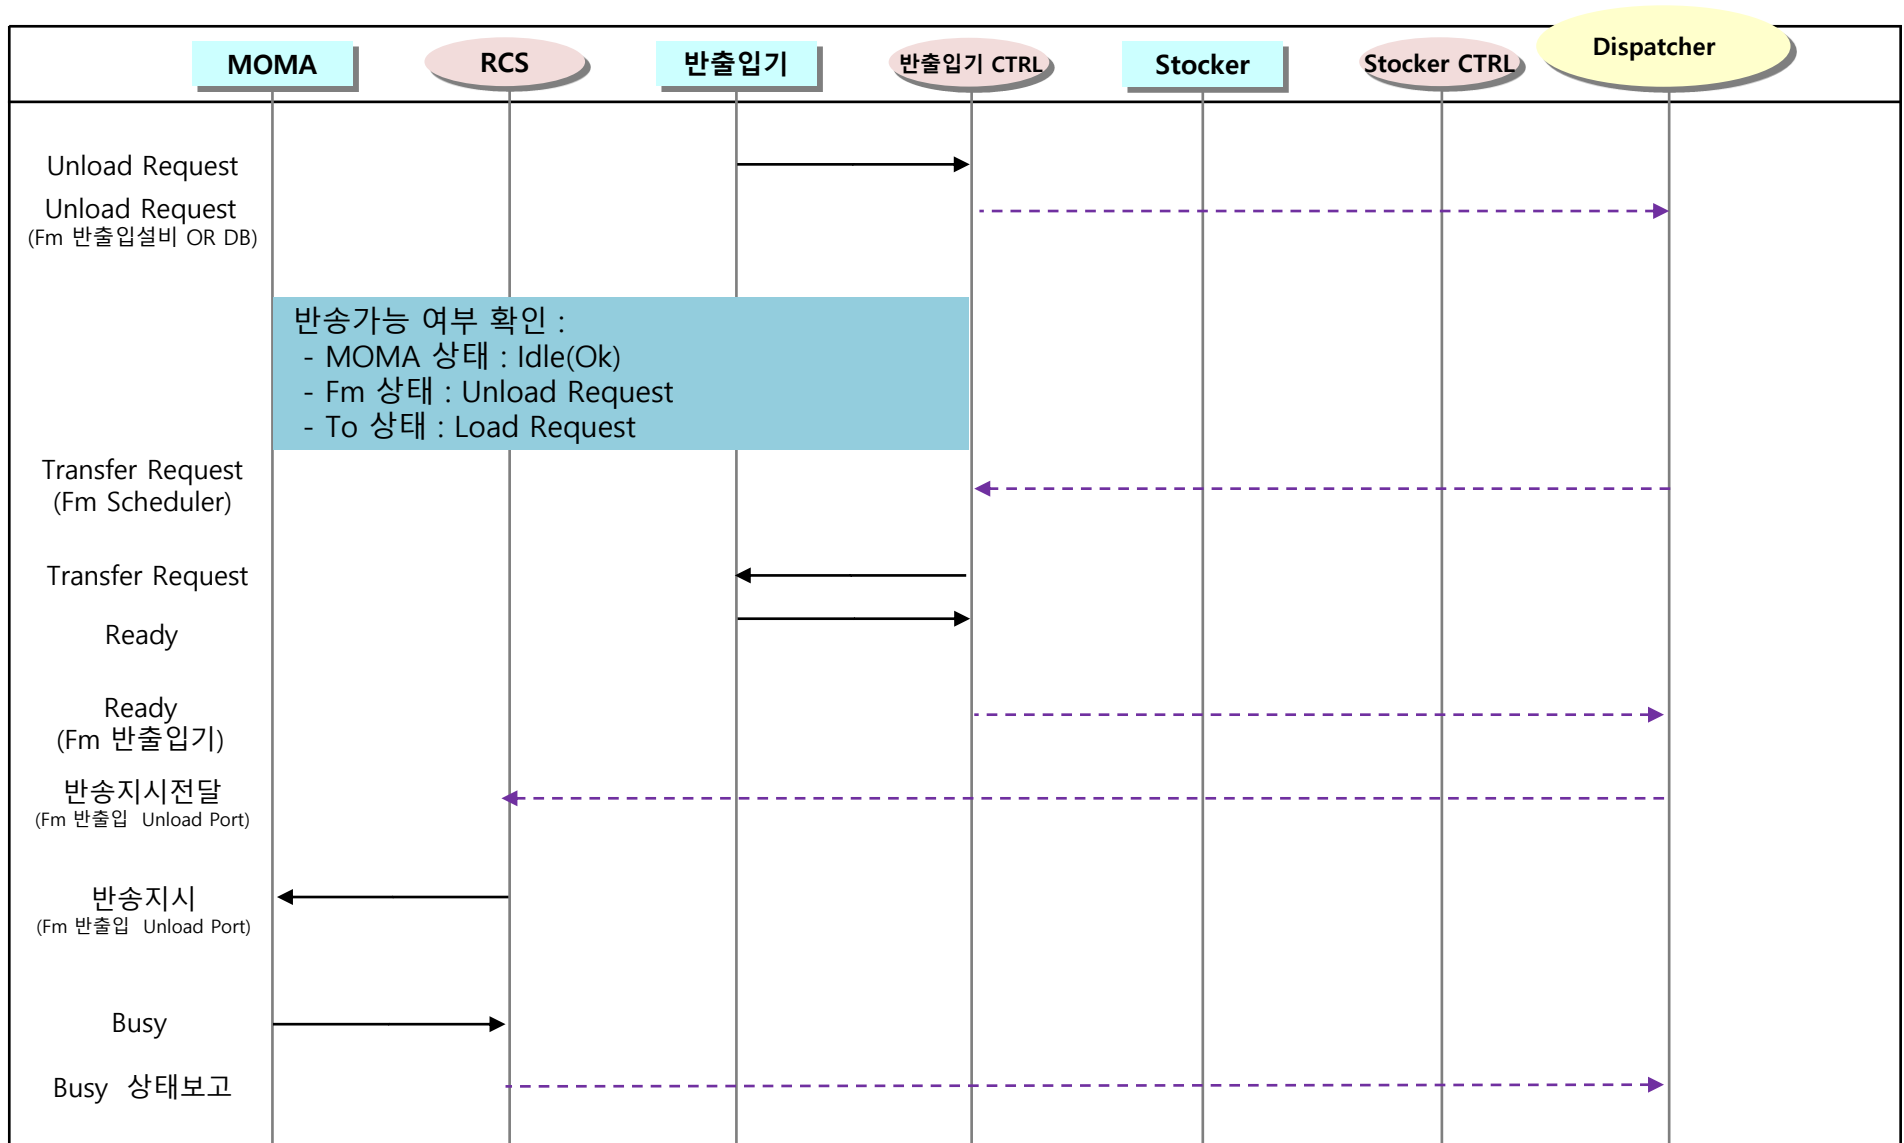 MOMA
RCS
반출입기
반출입기 CTRL
Stocker
Stocker CTRL
Dispatcher
Unload Request
Unload Request
(Fm 반출입설비 OR DB)
반송가능 여부 확인 :
- MOMA 상태 : Idle(Ok)
- Fm 상태 : Unload Request
- To 상태 : Load Request
Transfer Request
(Fm Scheduler)
Transfer Request
Ready
Ready
(Fm 반출입기)
반송지시전달
(Fm 반출입 Unload Port)
반송지시
(Fm 반출입 Unload Port)
Busy
Busy 상태보고